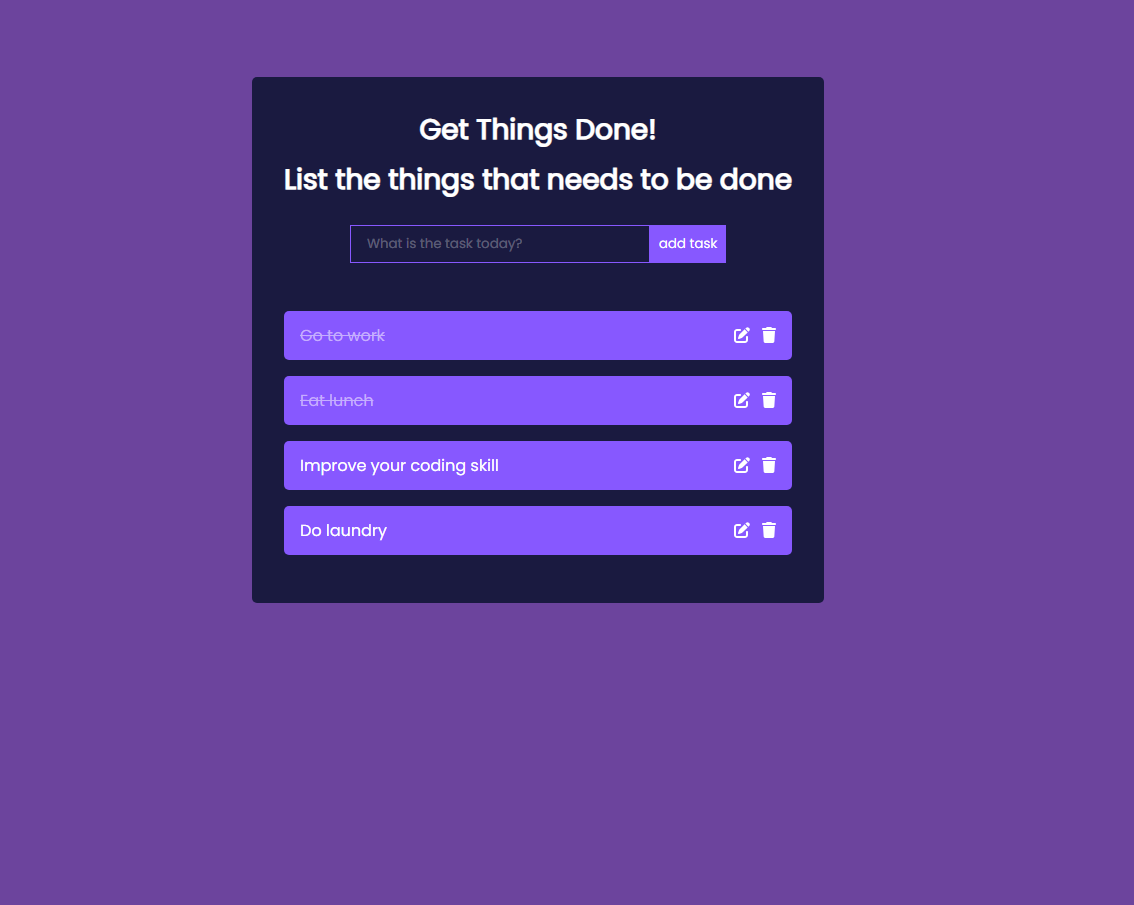 Get Things Done!
List the things that needs to be done
What is the task today?
add task
Go to work
Eat lunch
Improve your coding skill
Do laundry